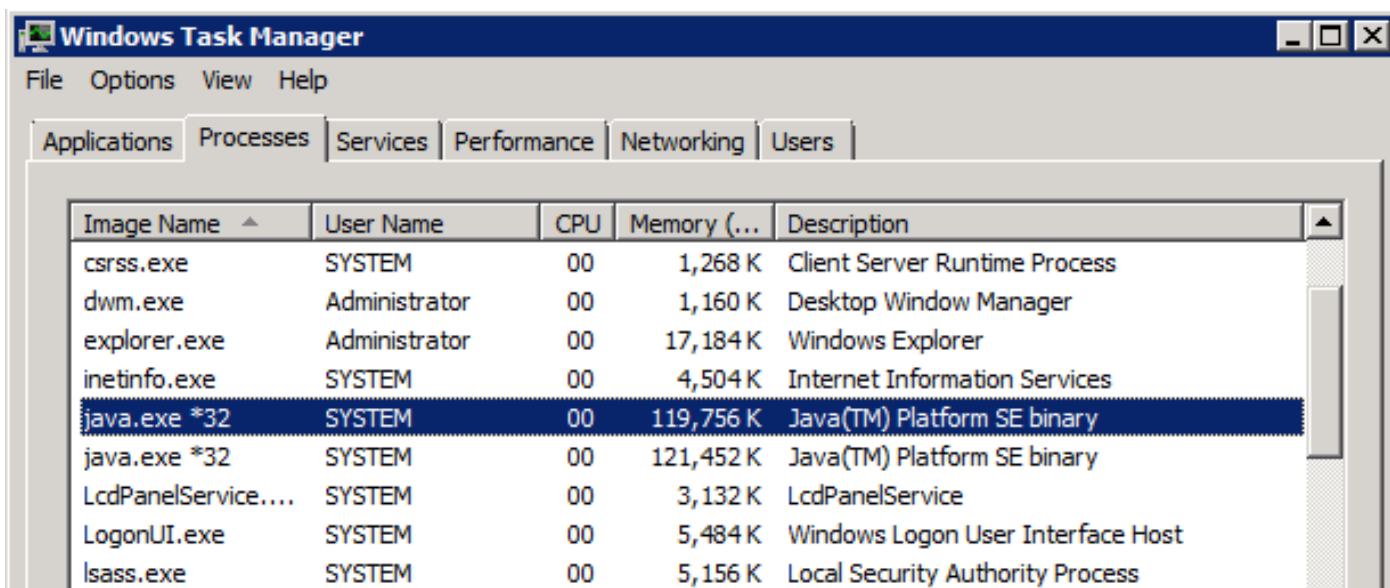 Windows Task Manager
File Options View Help
Applications Processes Services Performance Networking Users
Image Name User Name CPU Memory (... Description
csrss.exe SYSTEM 00 1,268 K Client Server Runtime Process
dwm.exe Administrator 00 1,160 K Desktop Window Manager
explorer.exe Administrator 00 17,184 K Windows Explorer
inetinfo.exe SYSTEM 00 4,504 K Internet Information Services
java.exe *32 SYSTEM 00 119,756 K Java(TM) Platform SE binary
java.exe *32 SYSTEM 00 121,452 K Java(TM) Platform SE binary
LcdPanelService.... SYSTEM 00 3,132 K LcdPanelService
LogonUI.exe SYSTEM 00 5,484 K Windows Logon User Interface Host
lsass.exe SYSTEM 00 5,156 K Local Security Authority Process